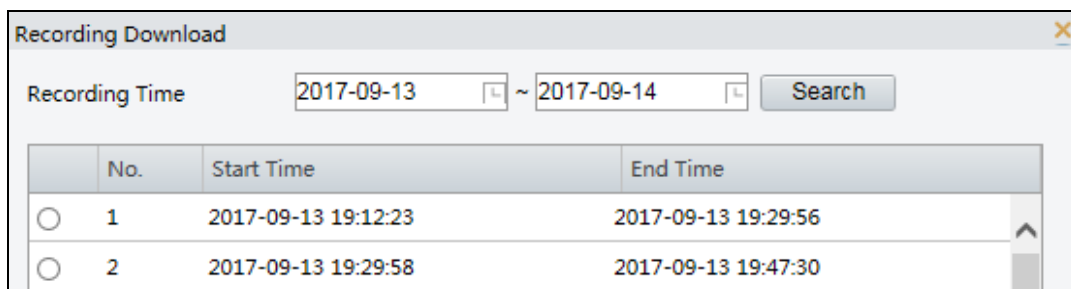 Recording Download
Recording Time 2017-09-13 ~ 2017-09-14 Search
No. Start Time End Time
1 2017-09-13 19:12:23 2017-09-13 19:29:56
2 2017-09-13 19:29:58 2017-09-13 19:47:30